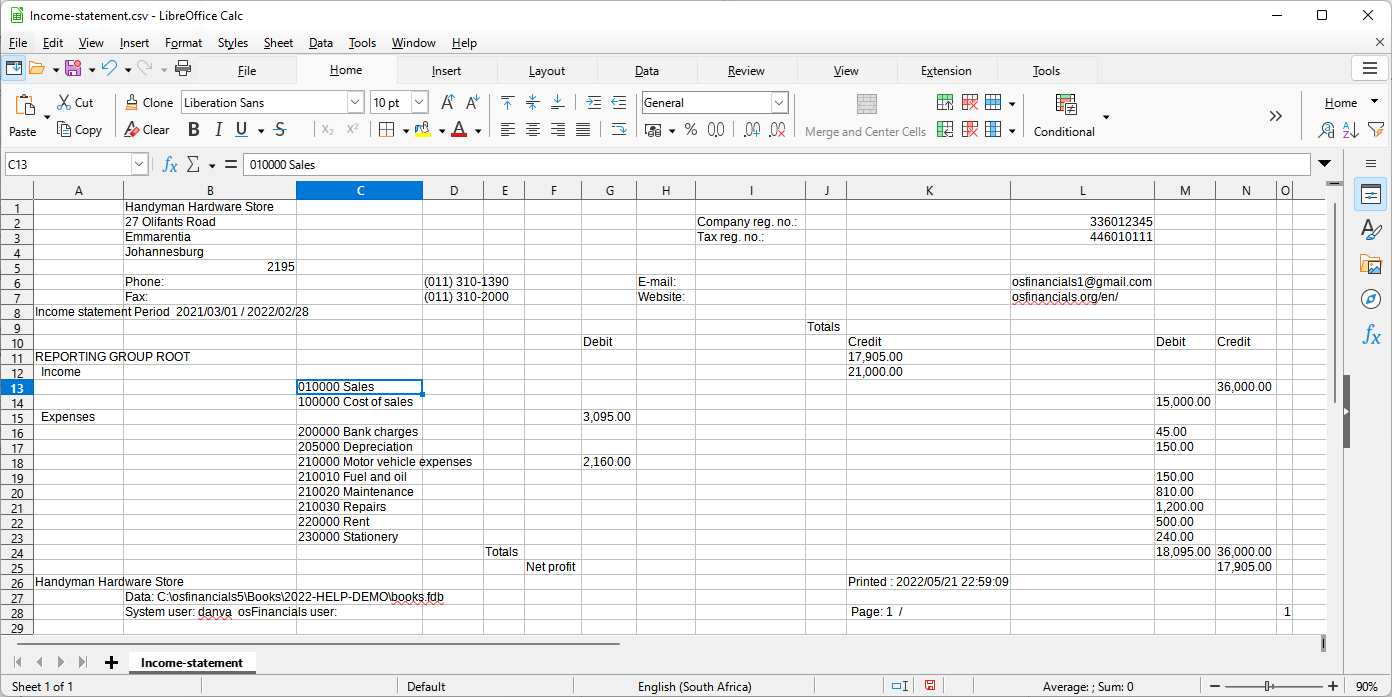 Income-statement.csv - LibreOffice Calc
File Edit View Insert Format Styles Sheet Data Tools Window Help
File Home Insert Layout Data Review View Extension Tools
Paste Cut Copy Clone Clear Liberation Sans 10 pt General Merge and Center Cells Conditional Home
C13 010000 Sales
A B C D E F G H I J K L M N O
1 Handyman Hardware Store
2 27 Olifants Road Company reg. no.: 336012345
3 Emmarentia Tax reg. no.: 446010111
4 Johannesburg
5 2195
6 Phone: (011) 310-1390 E-mail: osfinancials1@gmail.com
7 Fax: (011) 310-2000 Website: osfinancials.org/en/
8 Income statement Period  2021/03/01 / 2022/02/28
9 Totals
10 Debit Credit Debit Credit
11 REPORTING GROUP ROOT 17,905.00
12 Income 21,000.00
13 010000 Sales 36,000.00
14 100000 Cost of sales 15,000.00
15 Expenses 3,095.00
16 200000 Bank charges 45.00
17 205000 Depreciation 150.00
18 210000 Motor vehicle expenses 2,160.00
19 210010 Fuel and oil 150.00
20 210020 Maintenance 810.00
21 210030 Repairs 1,200.00
22 220000 Rent 500.00
23 230000 Stationery 240.00
24 Totals 18,095.00 36,000.00
25 Net profit 17,905.00
26 Handyman Hardware Store Printed : 2022/05/21 22:59:09
27 Data: C:\osfinancials5\Books\2022-HELP-DEMO\books.fdb
28 System user: danva  osFinancials user: Page: 1  / 1
29
Income-statement
Sheet 1 of 1 Default English (South Africa) Average: ; Sum: 0 90%